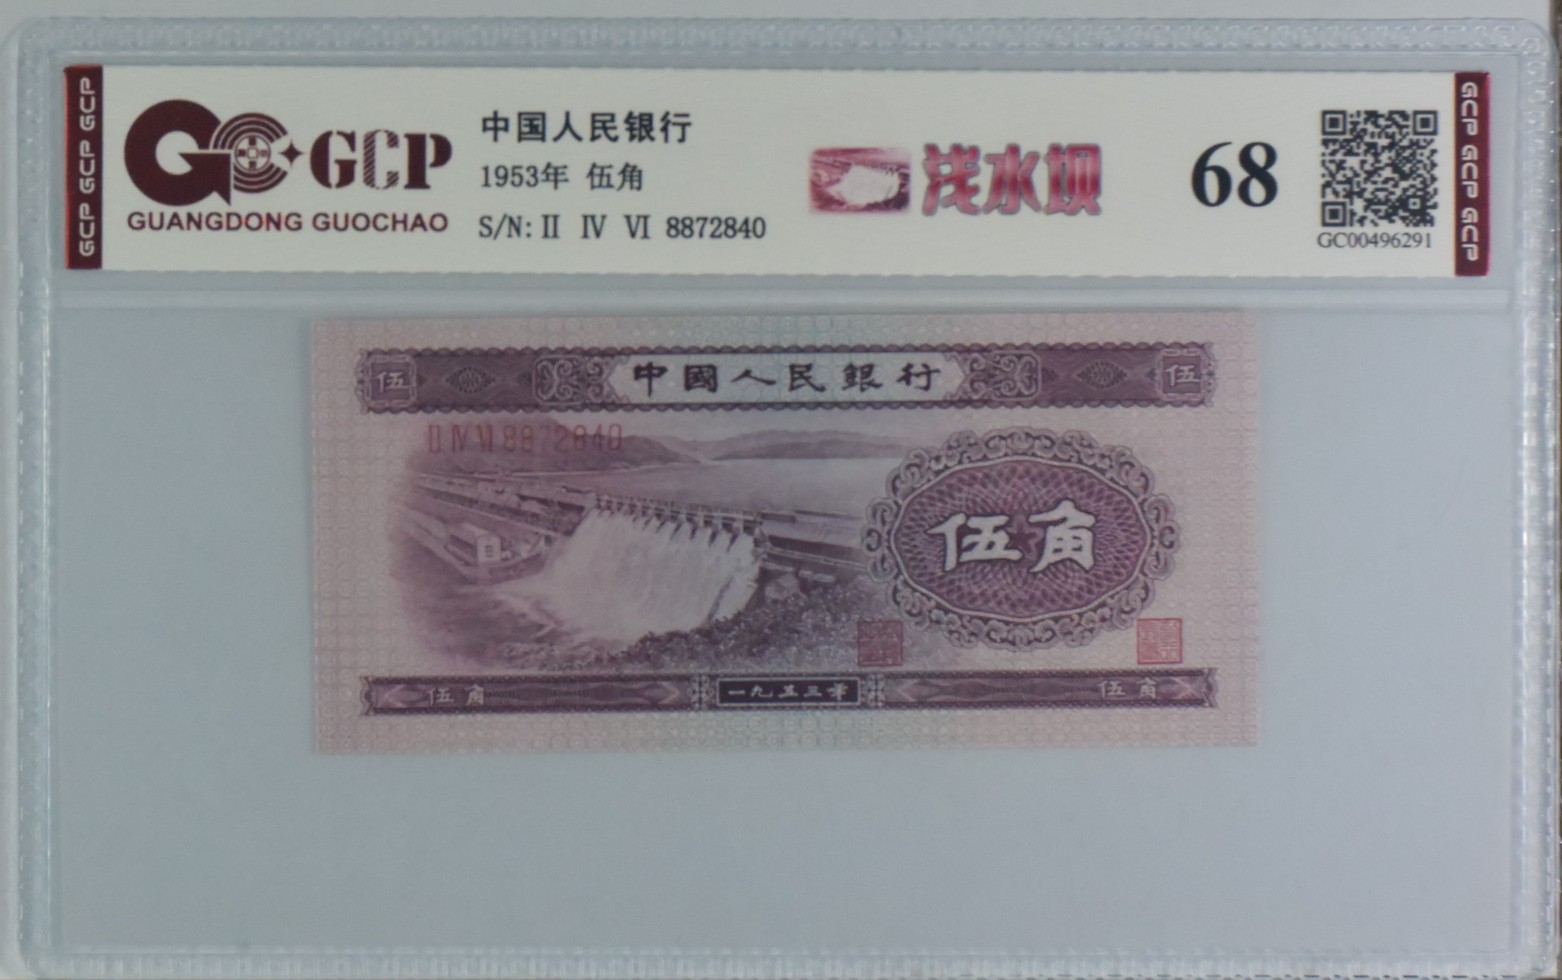 GCP GCP GCP
GCP
GUANGDONG GUOCHAO
中国人民银行
1953年 伍角
S/N: II IV VI 8872840
浅水坝
68
GC00496291
GCP GCP GCP
伍
中國人民銀行
伍
II IV VI 8872840
伍角
伍角
一九五三年
伍角